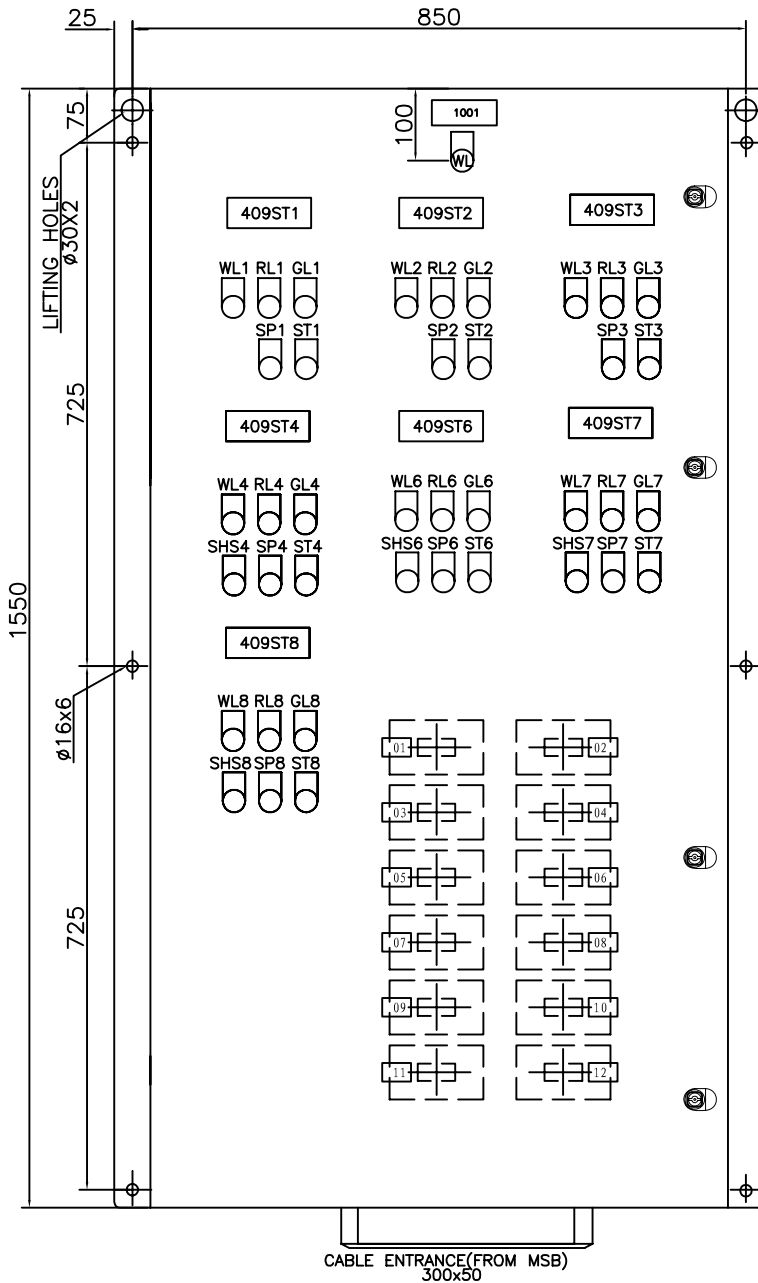 25
850
75
100
1001
WL
LIFTING HOLES
ø30X2
409ST1
409ST2
409ST3
WL1 RL1 GL1
WL2 RL2 GL2
WL3 RL3 GL3
SP1 ST1
SP2 ST2
SP3 ST3
725
409ST4
409ST6
409ST7
WL4 RL4 GL4
WL6 RL6 GL6
WL7 RL7 GL7
SHS4 SP4 ST4
SHS6 SP6 ST6
SHS7 SP7 ST7
1550
409ST8
ø16x6
WL8 RL8 GL8
SHS8 SP8 ST8
01
02
03
04
05
06
725
07
08
09
10
11
12
CABLE ENTRANCE(FROM MSB)
300x50